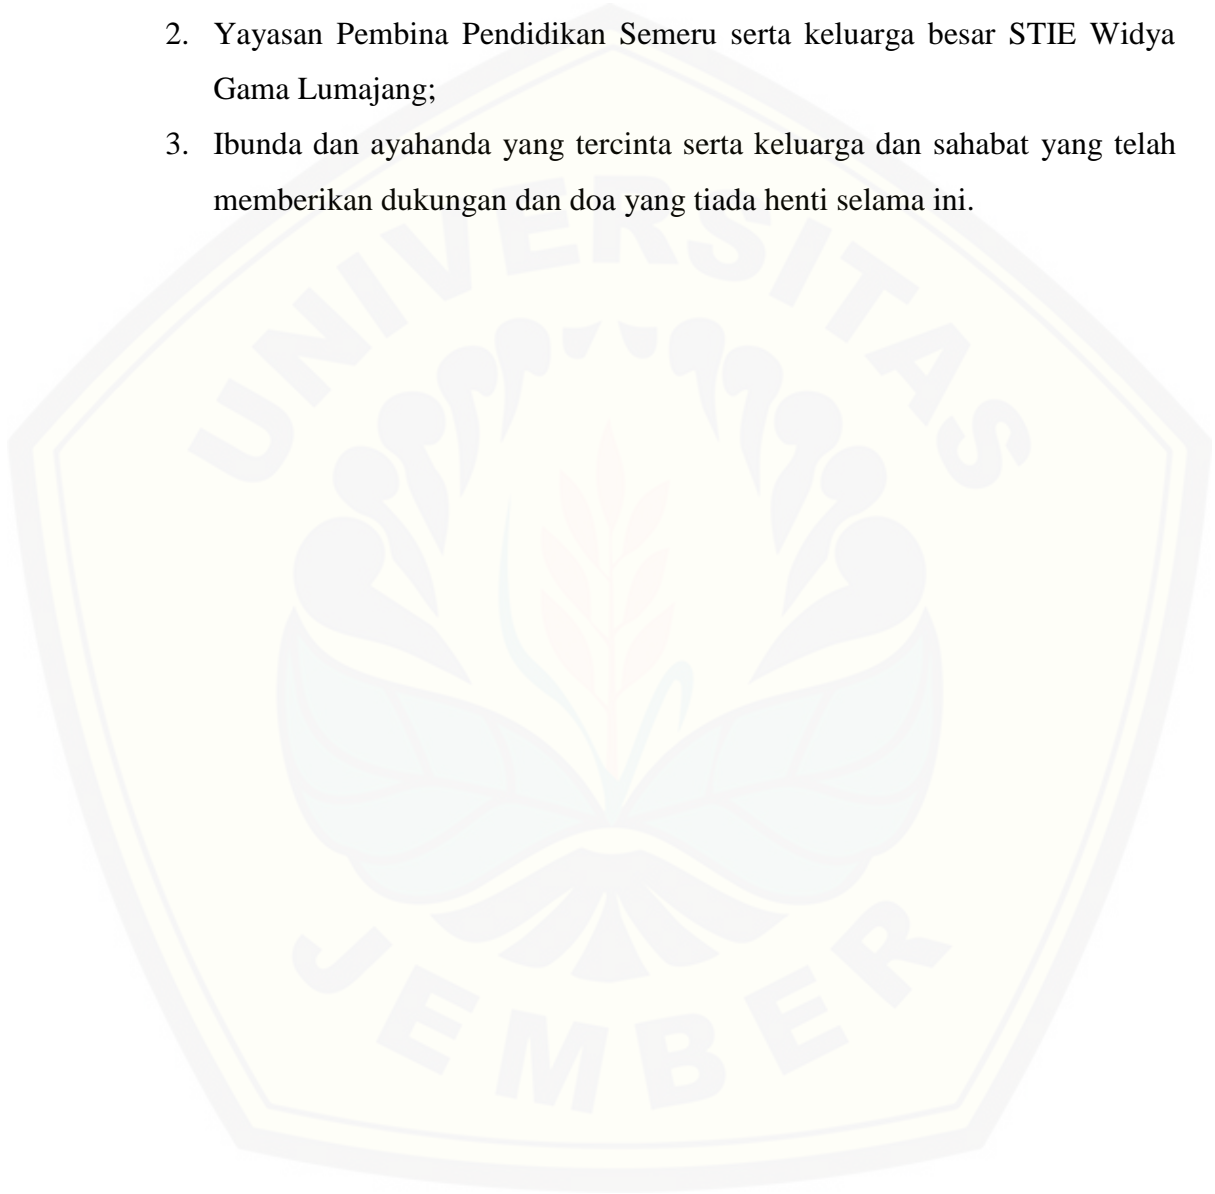 2. Yayasan Pembina Pendidikan Semeru serta keluarga besar STIE Widya
Gama Lumajang;
3. Ibunda dan ayahanda yang tercinta serta keluarga dan sahabat yang telah
memberikan dukungan dan doa yang tiada henti selama ini.
UNIVERSITAS
JEMBER